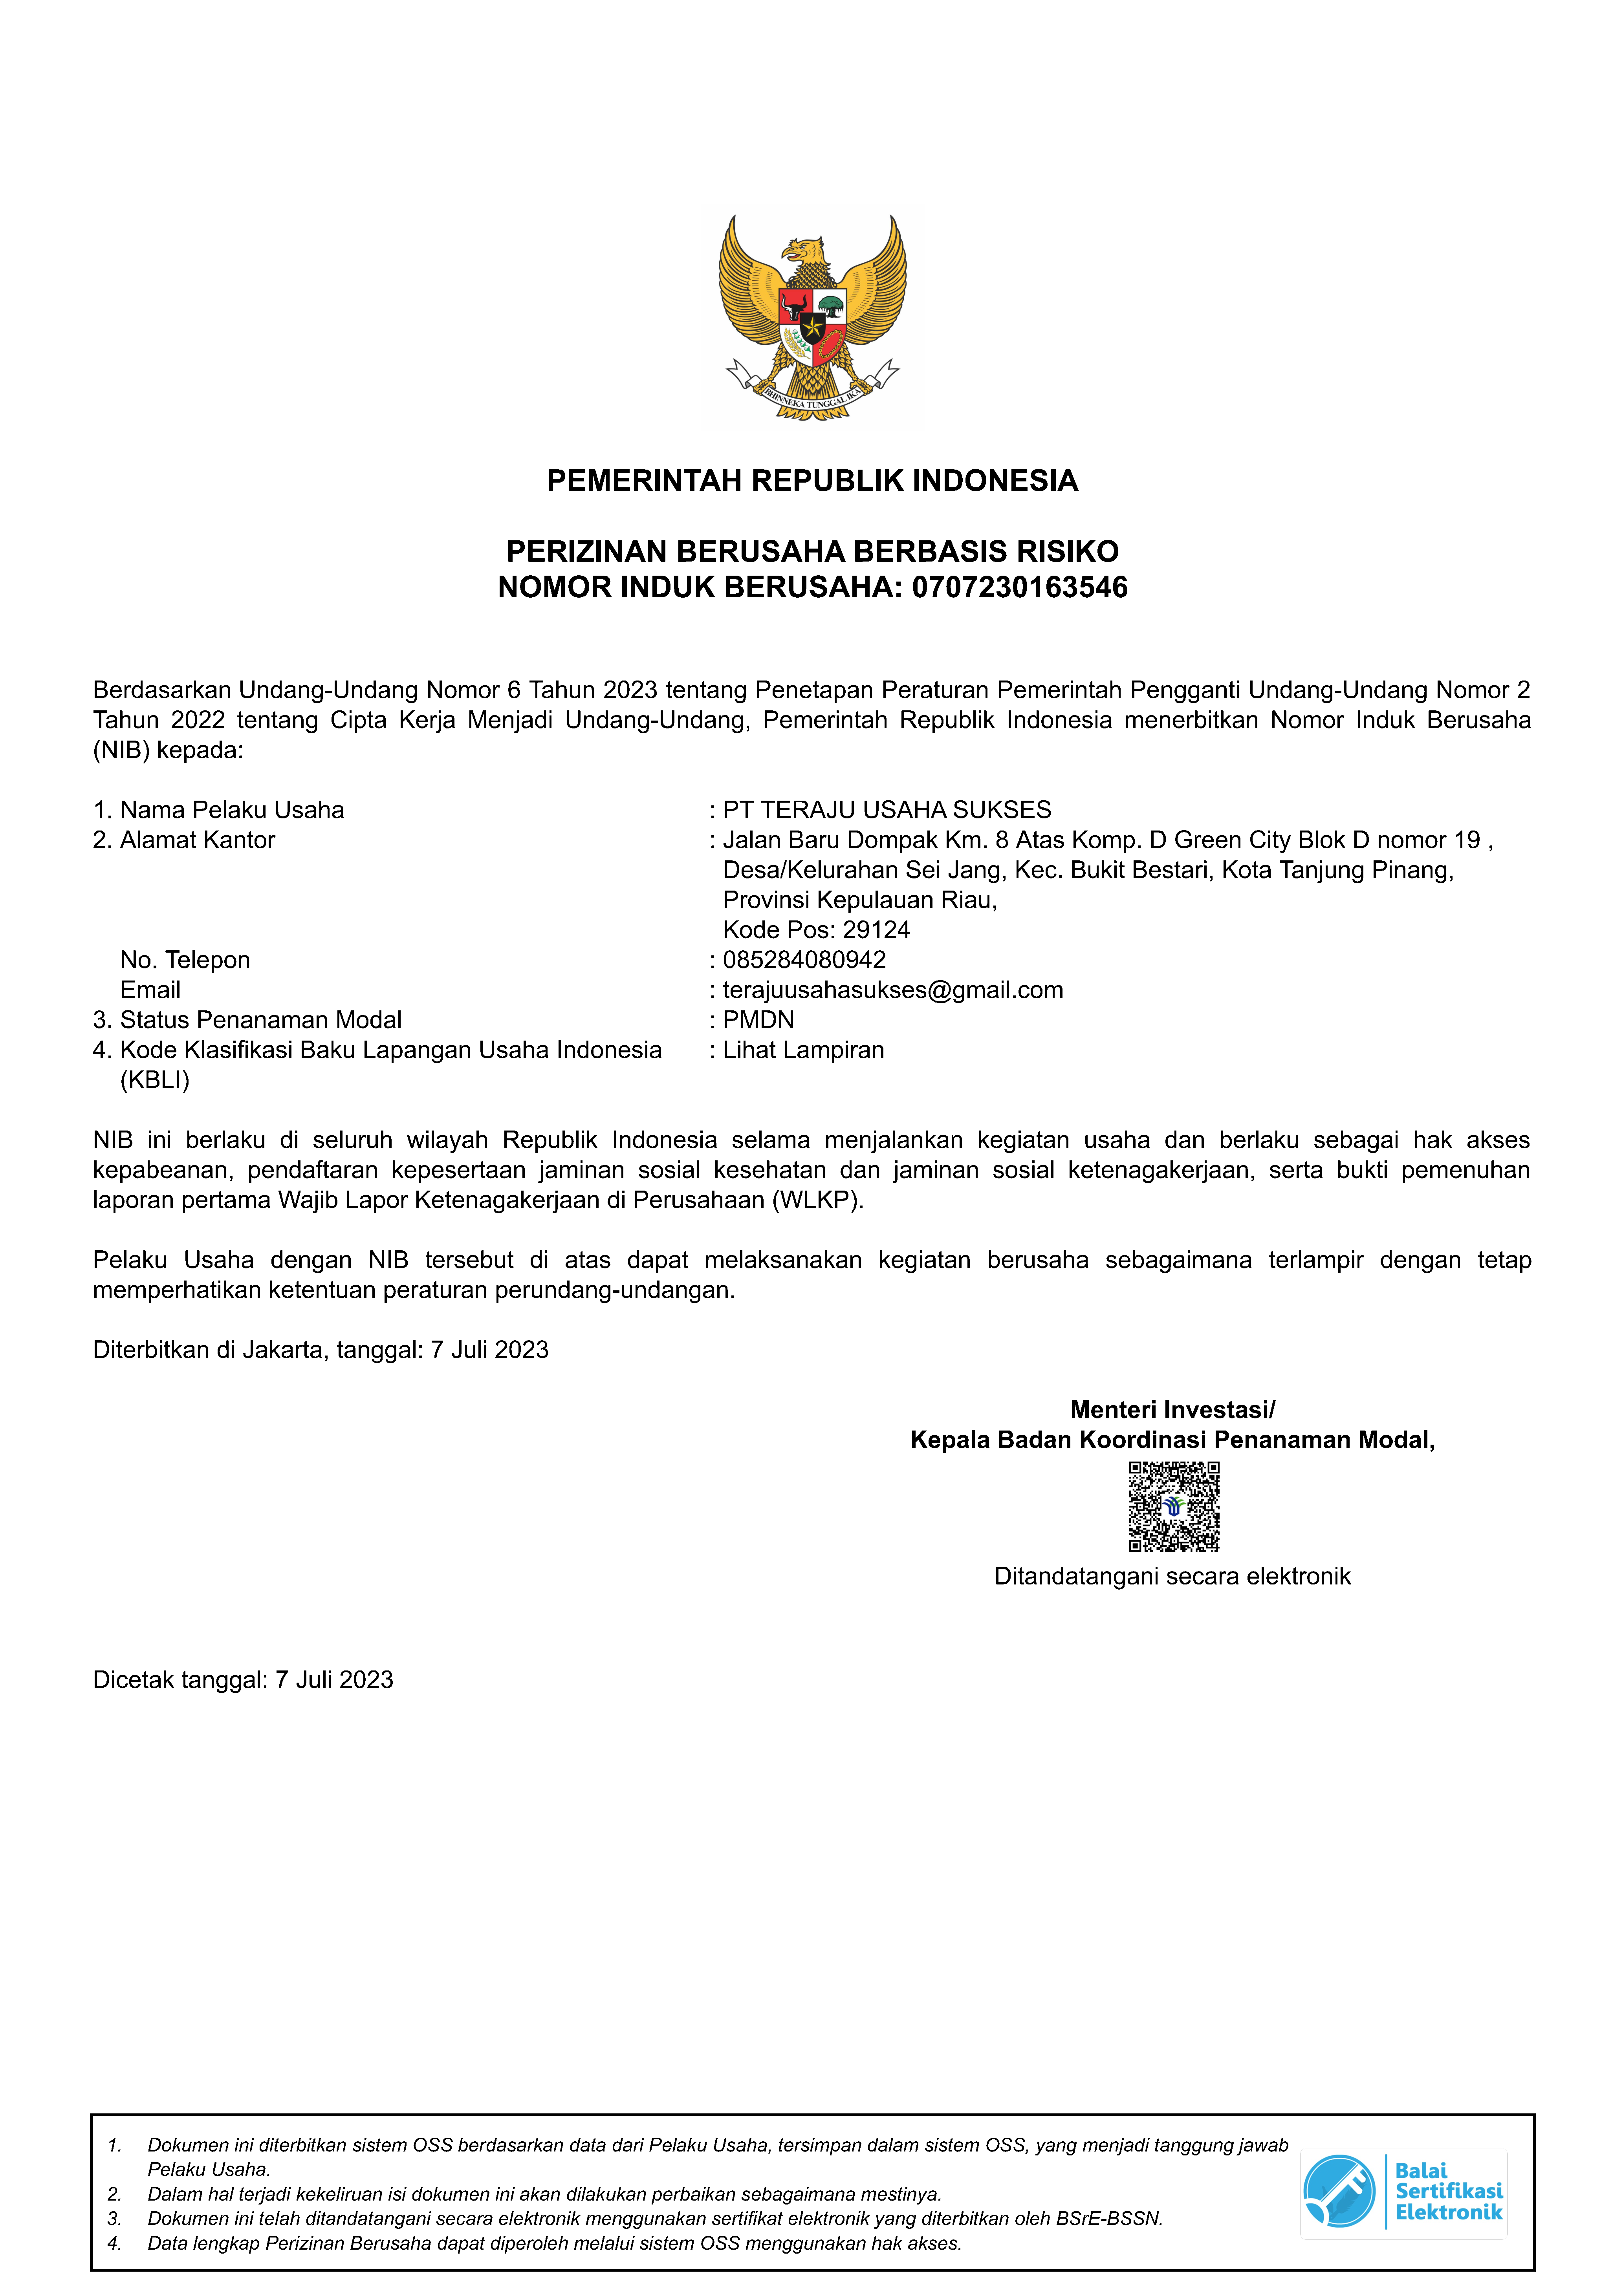 BHINNEKA TUNGGAL IKA
PEMERINTAH REPUBLIK INDONESIA
PERIZINAN BERUSAHA BERBASIS RISIKO
NOMOR INDUK BERUSAHA: 0707230163546
Berdasarkan Undang-Undang Nomor 6 Tahun 2023 tentang Penetapan Peraturan Pemerintah Pengganti Undang-Undang Nomor 2
Tahun 2022 tentang Cipta Kerja Menjadi Undang-Undang, Pemerintah Republik Indonesia menerbitkan Nomor Induk Berusaha
(NIB) kepada:
1. Nama Pelaku Usaha : PT TERAJU USAHA SUKSES
2. Alamat Kantor : Jalan Baru Dompak Km. 8 Atas Komp. D Green City Blok D nomor 19 ,
Desa/Kelurahan Sei Jang, Kec. Bukit Bestari, Kota Tanjung Pinang,
Provinsi Kepulauan Riau,
Kode Pos: 29124
No. Telepon : 085284080942
Email : terajuusahasukses@gmail.com
3. Status Penanaman Modal : PMDN
4. Kode Klasifikasi Baku Lapangan Usaha Indonesia : Lihat Lampiran
(KBLI)
NIB ini berlaku di seluruh wilayah Republik Indonesia selama menjalankan kegiatan usaha dan berlaku sebagai hak akses
kepabeanan, pendaftaran kepesertaan jaminan sosial kesehatan dan jaminan sosial ketenagakerjaan, serta bukti pemenuhan
laporan pertama Wajib Lapor Ketenagakerjaan di Perusahaan (WLKP).
Pelaku Usaha dengan NIB tersebut di atas dapat melaksanakan kegiatan berusaha sebagaimana terlampir dengan tetap
memperhatikan ketentuan peraturan perundang-undangan.
Diterbitkan di Jakarta, tanggal: 7 Juli 2023
Menteri Investasi/
Kepala Badan Koordinasi Penanaman Modal,
Ditandatangani secara elektronik
Dicetak tanggal: 7 Juli 2023
1. Dokumen ini diterbitkan sistem OSS berdasarkan data dari Pelaku Usaha, tersimpan dalam sistem OSS, yang menjadi tanggung jawab
Pelaku Usaha.
2. Dalam hal terjadi kekeliruan isi dokumen ini akan dilakukan perbaikan sebagaimana mestinya.
3. Dokumen ini telah ditandatangani secara elektronik menggunakan sertifikat elektronik yang diterbitkan oleh BSrE-BSSN.
4. Data lengkap Perizinan Berusaha dapat diperoleh melalui sistem OSS menggunakan hak akses.
Balai
Sertifikasi
Elektronik